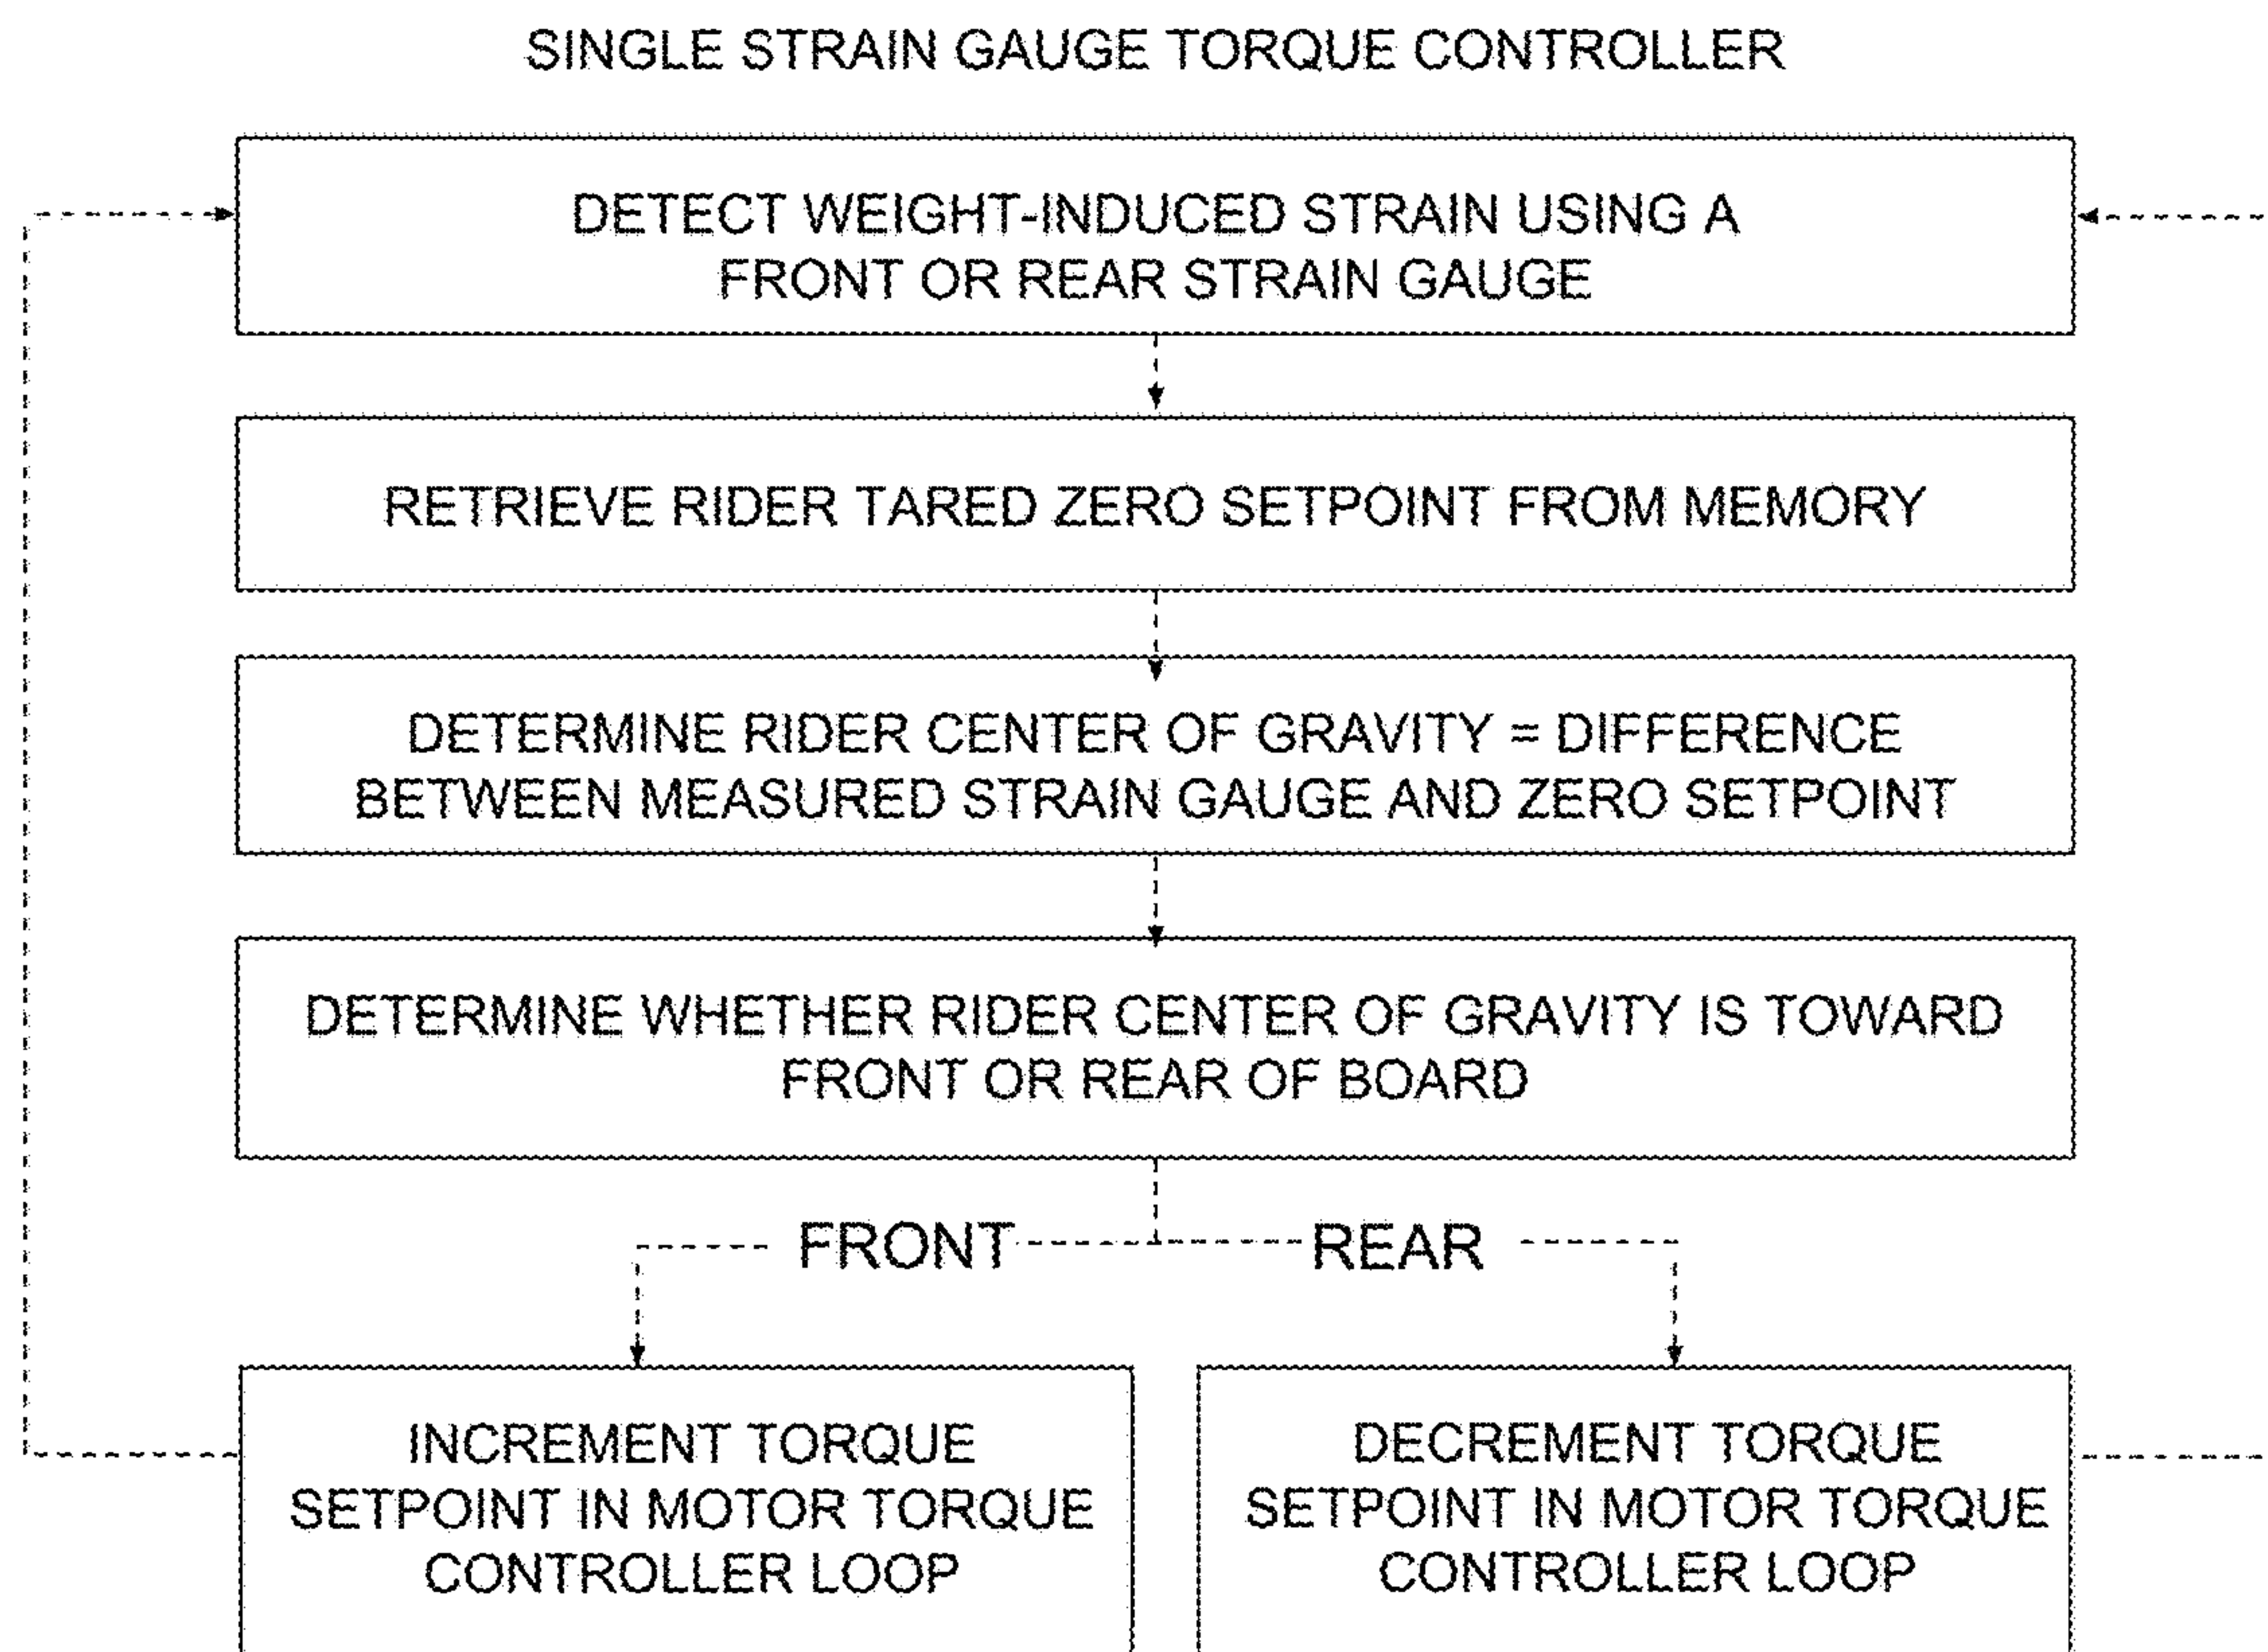 SINGLE STRAIN GAUGE TORQUE CONTROLLER
DETECT WEIGHT-INDUCED STRAIN USING A
FRONT OR REAR STRAIN GAUGE
RETRIEVE RIDER TARED ZERO SETPOINT FROM MEMORY
DETERMINE RIDER CENTER OF GRAVITY = DIFFERENCE
BETWEEN MEASURED STRAIN GAUGE AND ZERO SETPOINT
DETERMINE WHETHER RIDER CENTER OF GRAVITY IS TOWARD
FRONT OR REAR OF BOARD
FRONT
REAR
INCREMENT TORQUE
SETPOINT IN MOTOR TORQUE
CONTROLLER LOOP
DECREMENT TORQUE
SETPOINT IN MOTOR TORQUE
CONTROLLER LOOP